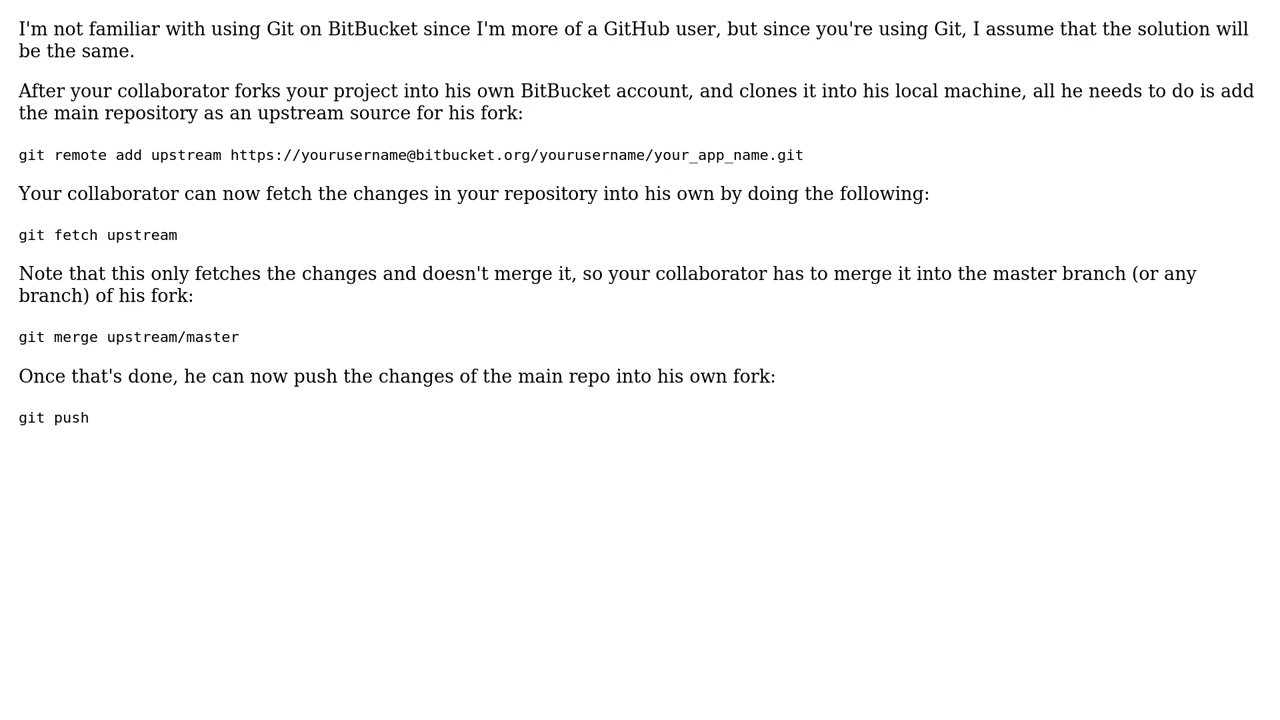 I'm not familiar with using Git on BitBucket since I'm more of a GitHub user, but since you're using Git, I assume that the solution will
be the same.
After your collaborator forks your project into his own BitBucket account, and clones it into his local machine, all he needs to do is add
the main repository as an upstream source for his fork:
git remote add upstream https://yourusername@bitbucket.org/yourusername/your_app_name.git
Your collaborator can now fetch the changes in your repository into his own by doing the following:
git fetch upstream
Note that this only fetches the changes and doesn't merge it, so your collaborator has to merge it into the master branch (or any
branch) of his fork:
git merge upstream/master
Once that's done, he can now push the changes of the main repo into his own fork:
git push